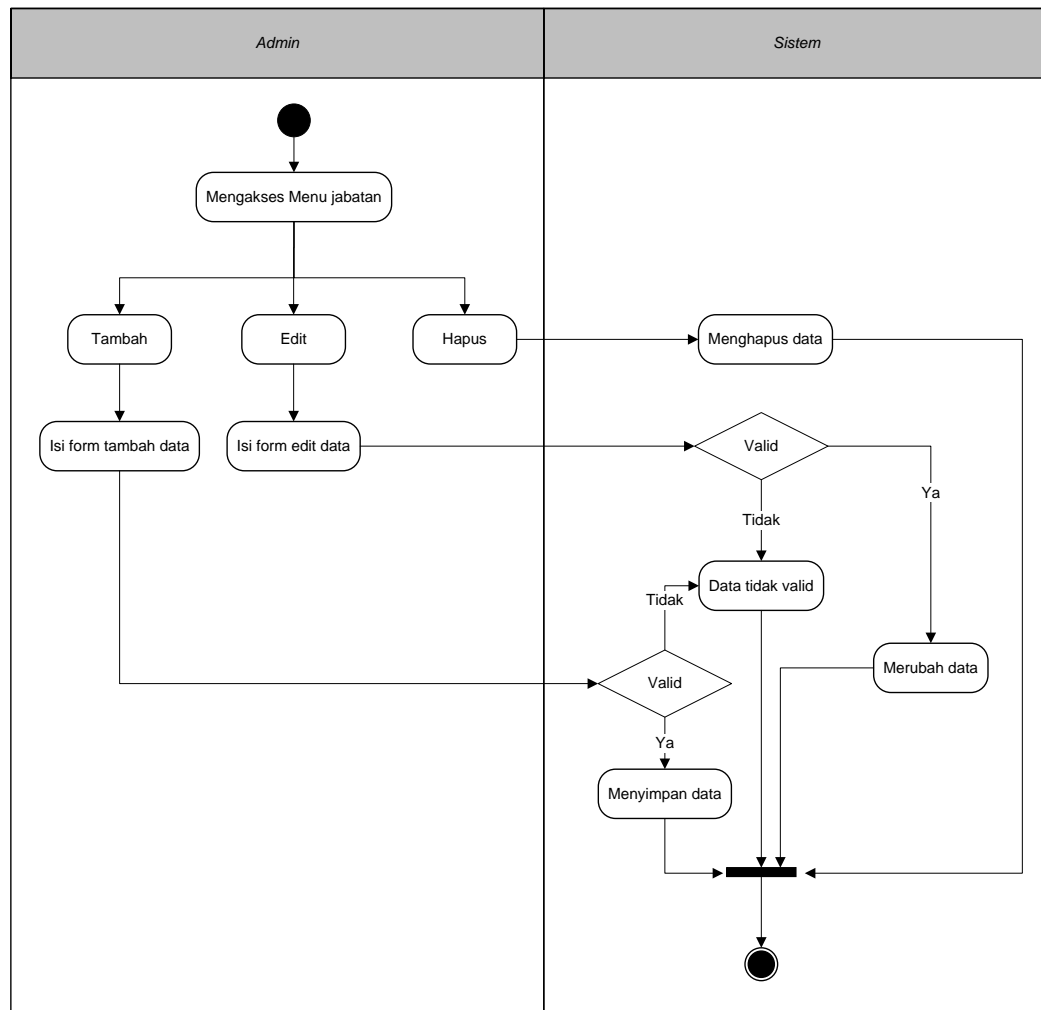 Admin
Sistem
Mengakses Menu jabatan
Tambah
Edit
Hapus
Menghapus data
Isi form tambah data
Isi form edit data
Valid
Ya
Tidak
Data tidak valid
Tidak
Merubah data
Valid
Ya
Menyimpan data